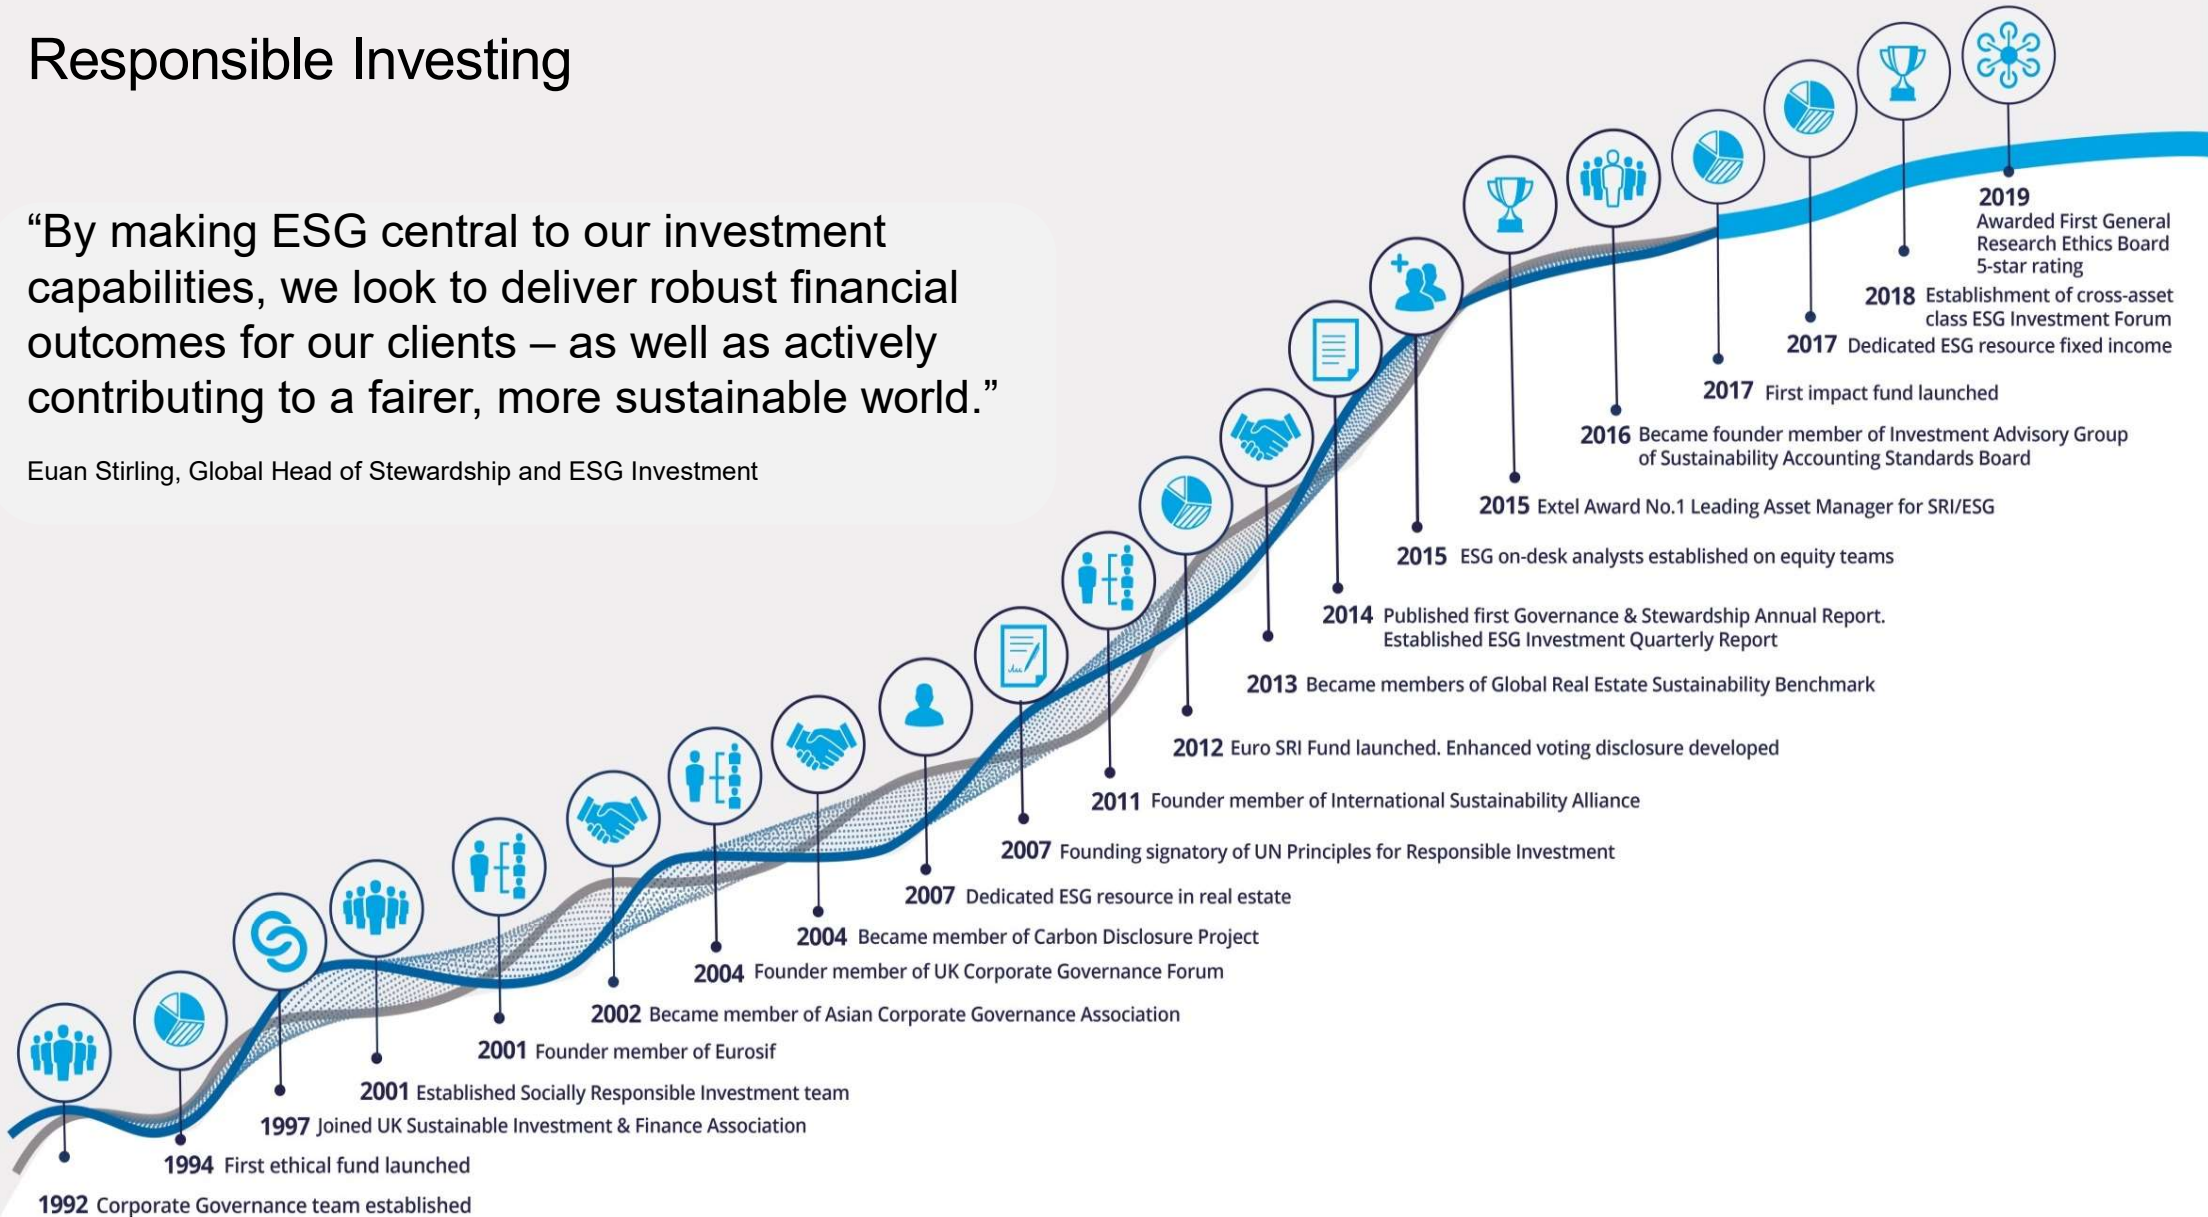 Responsible Investing
“By making ESG central to our investment
capabilities, we look to deliver robust financial
outcomes for our clients – as well as actively
contributing to a fairer, more sustainable world.”
Euan Stirling, Global Head of Stewardship and ESG Investment
2019
Awarded First General
Research Ethics Board
5-star rating
2018 Establishment of cross-asset
class ESG Investment Forum
2017 Dedicated ESG resource fixed income
2017 First impact fund launched
2016 Became founder member of Investment Advisory Group
of Sustainability Accounting Standards Board
2015 Extel Award No.1 Leading Asset Manager for SRI/ESG
2015 ESG on-desk analysts established on equity teams
2014 Published first Governance & Stewardship Annual Report.
Established ESG Investment Quarterly Report
2013 Became members of Global Real Estate Sustainability Benchmark
2012 Euro SRI Fund launched. Enhanced voting disclosure developed
2011 Founder member of International Sustainability Alliance
2007 Founding signatory of UN Principles for Responsible Investment
2007 Dedicated ESG resource in real estate
2004 Became member of Carbon Disclosure Project
2004 Founder member of UK Corporate Governance Forum
2002 Became member of Asian Corporate Governance Association
2001 Founder member of Eurosif
2001 Established Socially Responsible Investment team
1997 Joined UK Sustainable Investment & Finance Association
1994 First ethical fund launched
1992 Corporate Governance team established